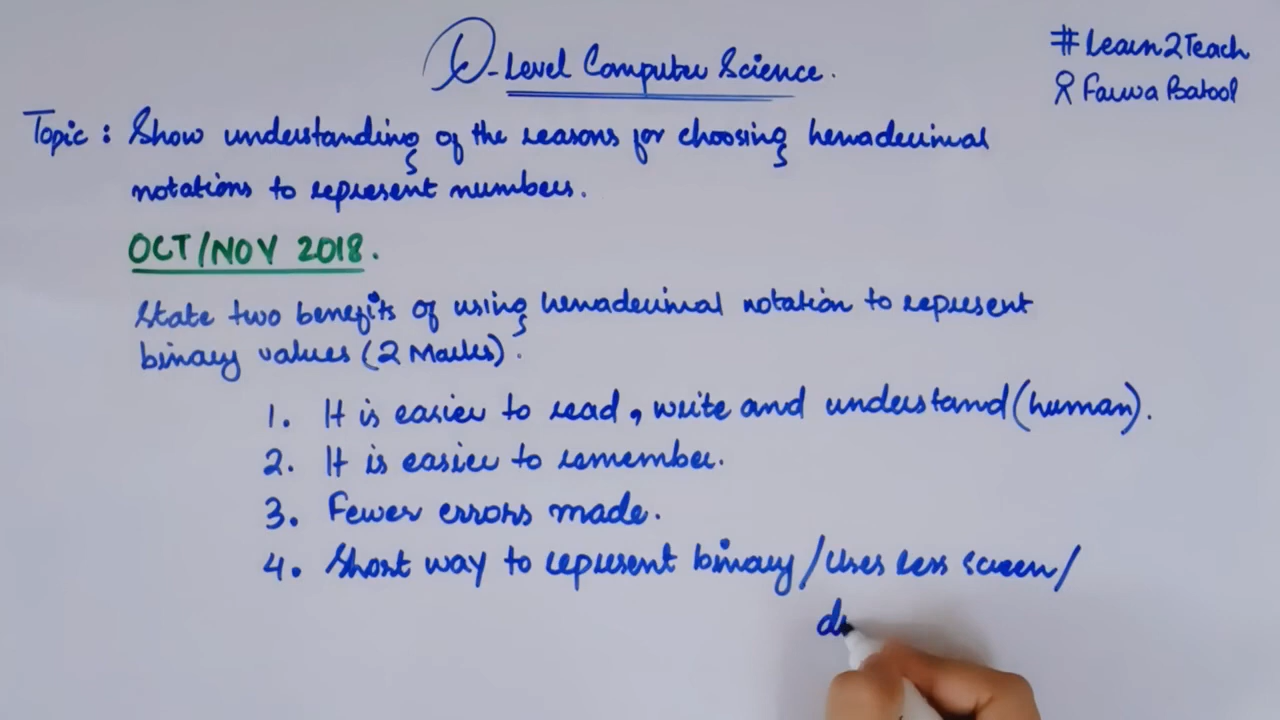 O-Level Computer Science.
#Learn2Teach
Farwa Batool
Topic: Show understanding of the reasons for choosing hexadecimal
notations to represent numbers.
OCT/NOV 2018.
State two benefits of using hexadecimal notation to represent
binary values (2 Marks).
1. It is easier to read, write and understand (human).
2. It is easier to remember.
3. Fewer errors made.
4. Short way to represent binary/Uses less screen/